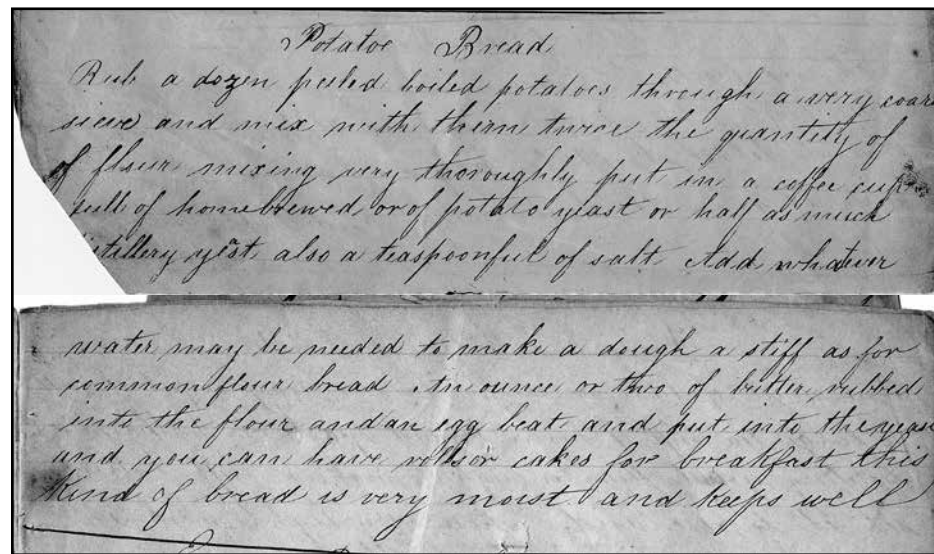 Potatoe Bread
Rub a dozen peeled boiled potatoes through a very coars
sieve and mix with them twice the quantity of
of flour mixing very thoroughly put in a coffee cup
full of homebrewed or of potato yeast or half as much
distillery yest also a teaspoonful of salt Add whatever
water may be needed to make a dough a stiff as for
common flour bread An ounce or two of butter rubbed
into the flour and an egg beat and put into the yeast
and you can have rolls or cakes for breakfast this
kind of bread is very moist and keeps well